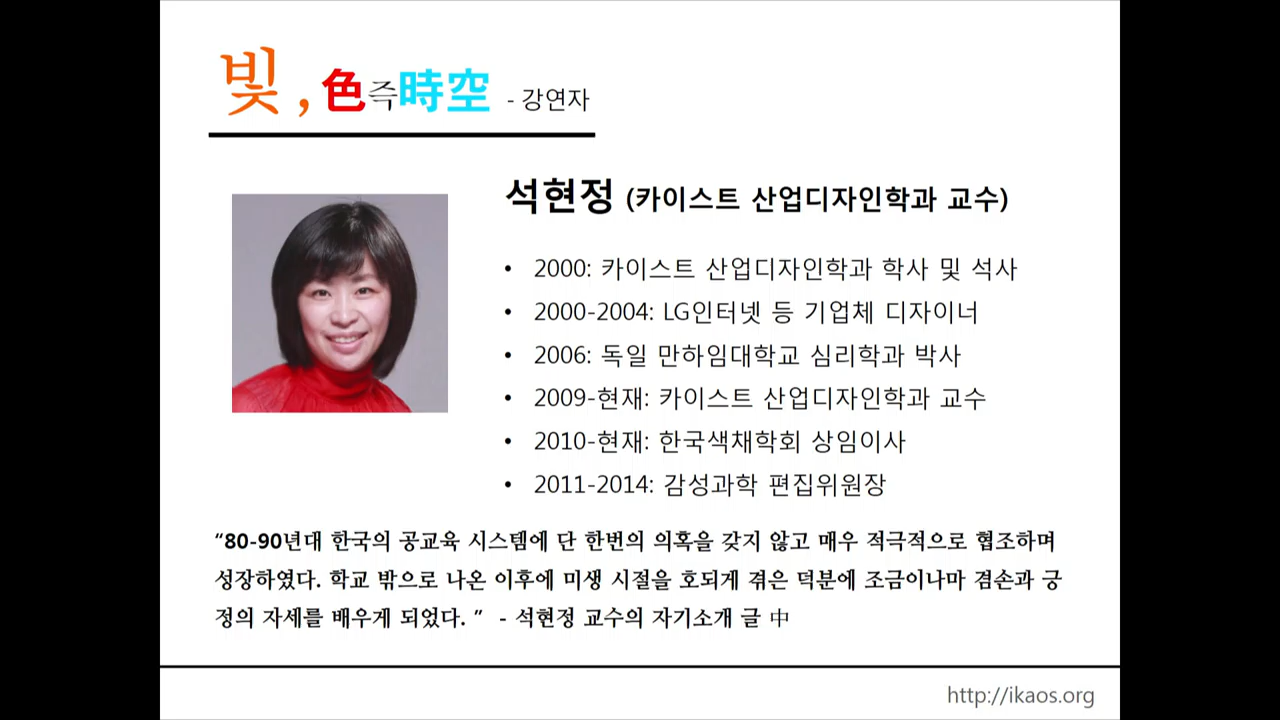 빛, 色즉時空 - 강연자
석현정 (카이스트 산업디자인학과 교수)
• 2000: 카이스트 산업디자인학과 학사 및 석사
• 2000-2004: LG인터넷 등 기업체 디자이너
• 2006: 독일 만하임대학교 심리학과 박사
• 2009-현재: 카이스트 산업디자인학과 교수
• 2010-현재: 한국색채학회 상임이사
• 2011-2014: 감성과학 편집위원장
“80-90년대 한국의 공교육 시스템에 단 한번의 의혹을 갖지 않고 매우 적극적으로 협조하며
성장하였다. 학교 밖으로 나온 이후에 미생 시절을 호되게 겪은 덕분에 조금이나마 겸손과 긍
정의 자세를 배우게 되었다. ” - 석현정 교수의 자기소개 글 中
http://ikaos.org